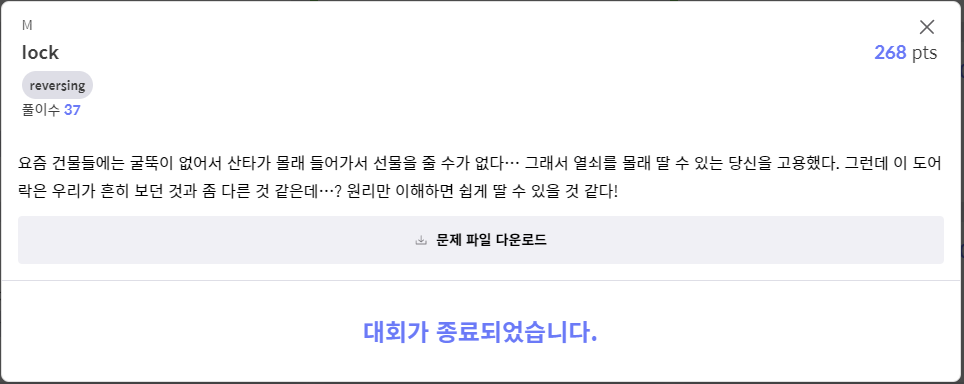 M
lock
268 pts
reversing
풀이수 37
요즘 건물들에는 굴뚝이 없어서 산타가 몰래 들어가서 선물을 줄 수가 없다… 그래서 열쇠를 몰래 딸 수 있는 당신을 고용했다. 그런데 이 도어
락은 우리가 흔히 보던 것과 좀 다른 것 같은데…? 원리만 이해하면 쉽게 딸 수 있을 것 같다!
문제 파일 다운로드
대회가 종료되었습니다.